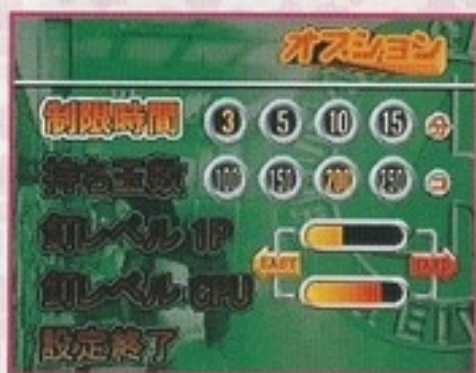 オプション
制限時間 3 5 10 15 分
持ち玉数 100 150 200 250 コ
釘レベル 1P
EASY HARD
釘レベル CPU
設定終了